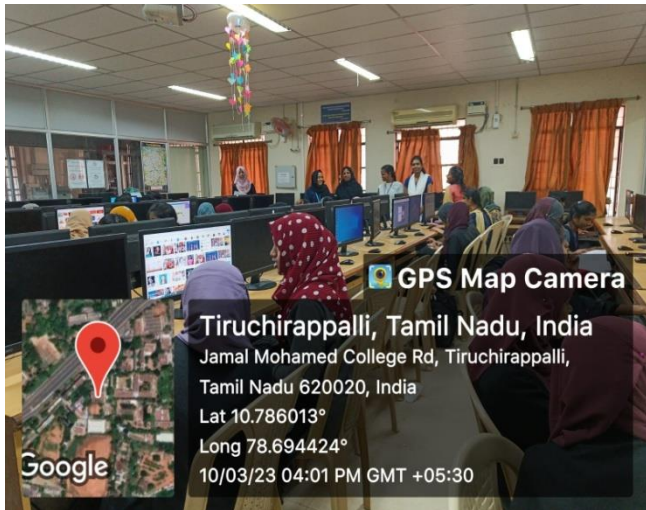 GPS Map Camera
Tiruchirappalli, Tamil Nadu, India
Jamal Mohamed College Rd, Tiruchirappalli,
Tamil Nadu 620020, India
Lat 10.786013°
Long 78.694424°
10/03/23 04:01 PM GMT +05:30
Google